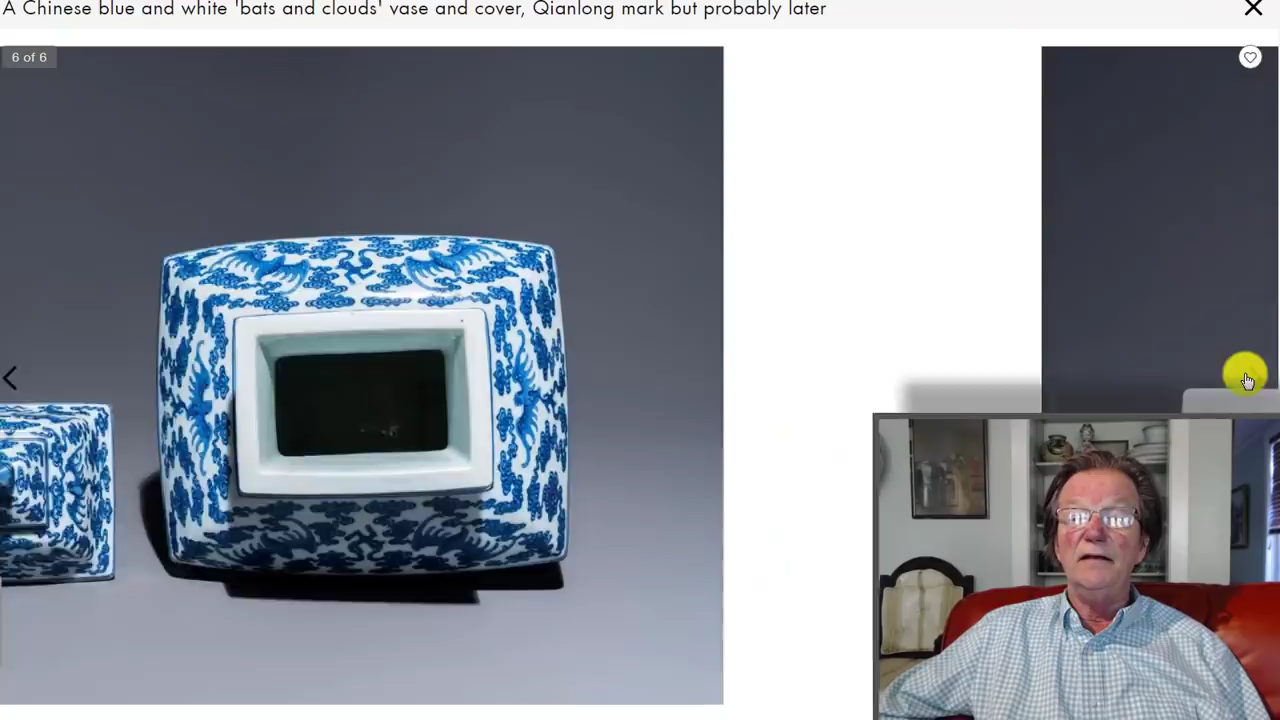 A Chinese blue and white 'bats and clouds' vase and cover, Qianlong mark but probably later
6 of 6